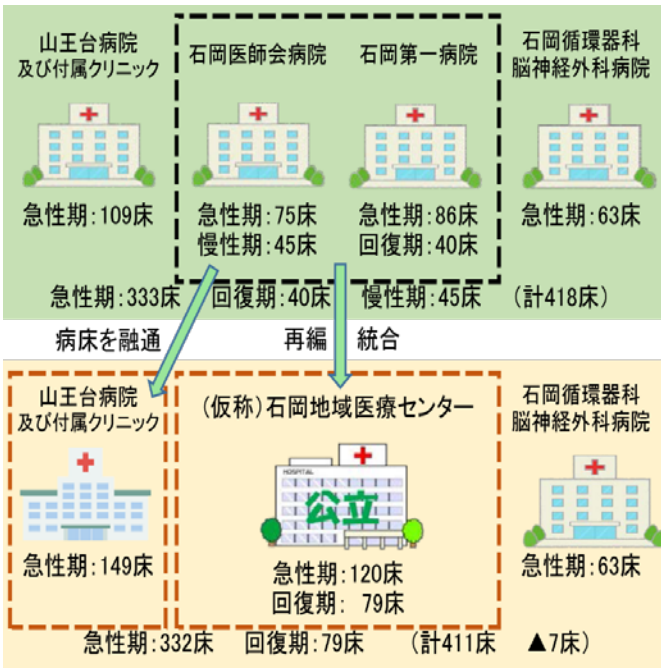 山王台病院
及び付属クリニック
石岡医師会病院
石岡第一病院
石岡循環器科
脳神経外科病院
急性期:109床
急性期:75床
慢性期:45床
急性期:86床
回復期:40床
急性期:63床
急性期:333床 回復期:40床 慢性期:45床 (計418床)
病床を融通
再編 統合
山王台病院
及び付属クリニック
(仮称)石岡地域医療センター
石岡循環器科
脳神経外科病院
HOSPITAL
公立
急性期:149床
急性期:120床
回復期: 79床
急性期:63床
急性期:332床 回復期:79床 (計411床 ▲7床)